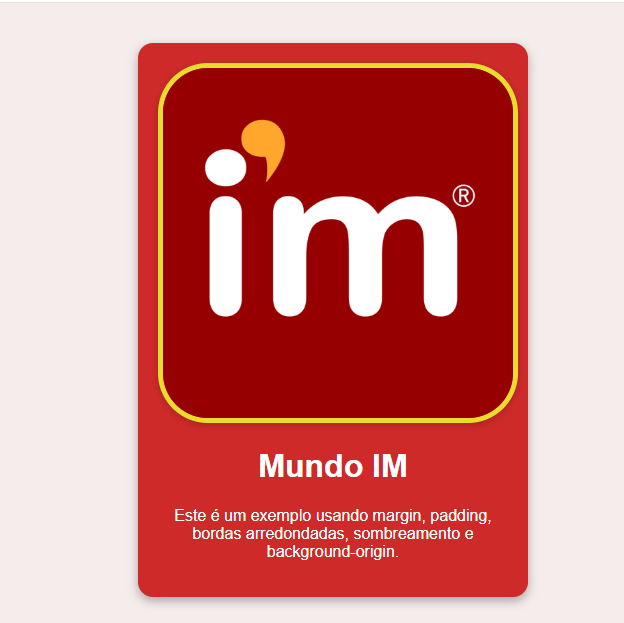 i'm®
Mundo IM
Este é um exemplo usando margin, padding,
bordas arredondadas, sombreamento e
background-origin.